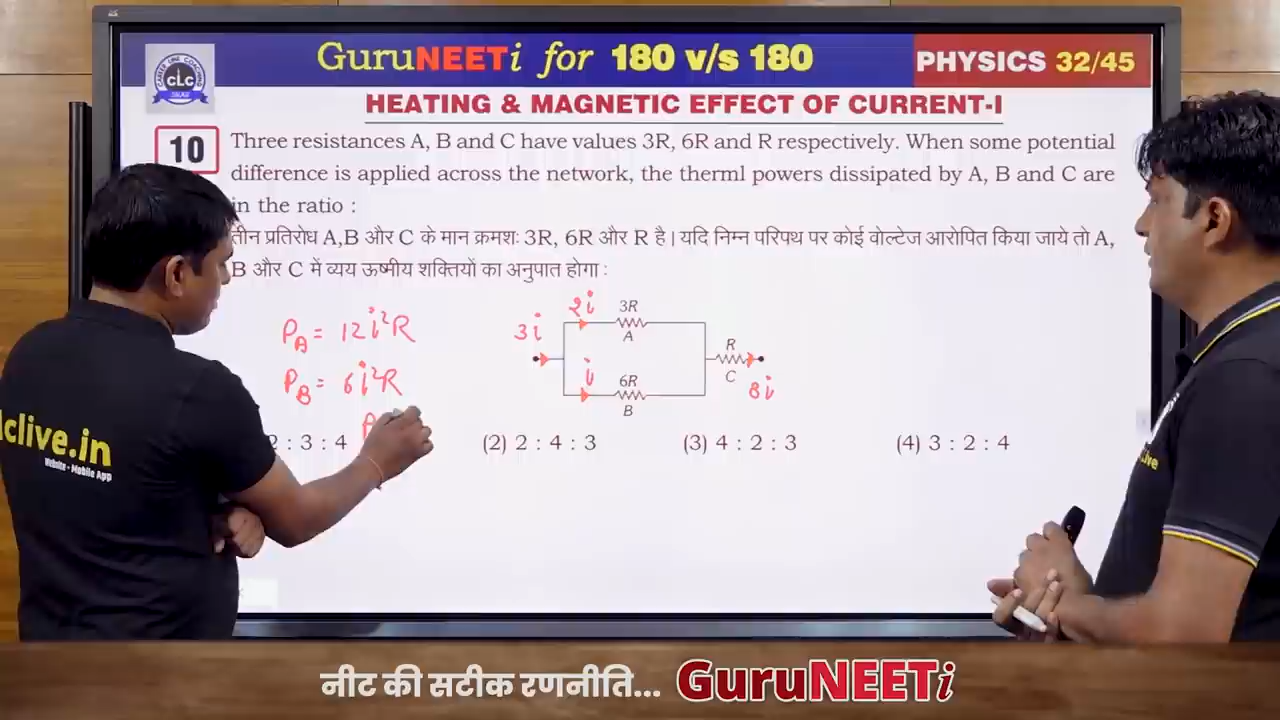 GuruNEETi for 180 v/s 180
PHYSICS 32/45
CLC
HEATING & MAGNETIC EFFECT OF CURRENT-I
10
Three resistances A, B and C have values 3R, 6R and R respectively. When some potential
difference is applied across the network, the therml powers dissipated by A, B and C are
in the ratio :
तीन प्रतिरोध A,B और C के मान क्रमशः 3R, 6R और R है। यदि निम्न परिपथ पर कोई वोल्टेज आरोपित किया जाये तो A,
B और C में व्यय ऊष्मीय शक्तियों का अनुपात होगा :
2i 3R
3i A
P_A = 12i²R
i 6R R
B C
3i
P_B = 6i²R
2 : 3 : 4 (2) 2 : 4 : 3 (3) 4 : 2 : 3 (4) 3 : 2 : 4
clive.in
Website - Mobile App
नीट की सटीक रणनीति... GuruNEETi